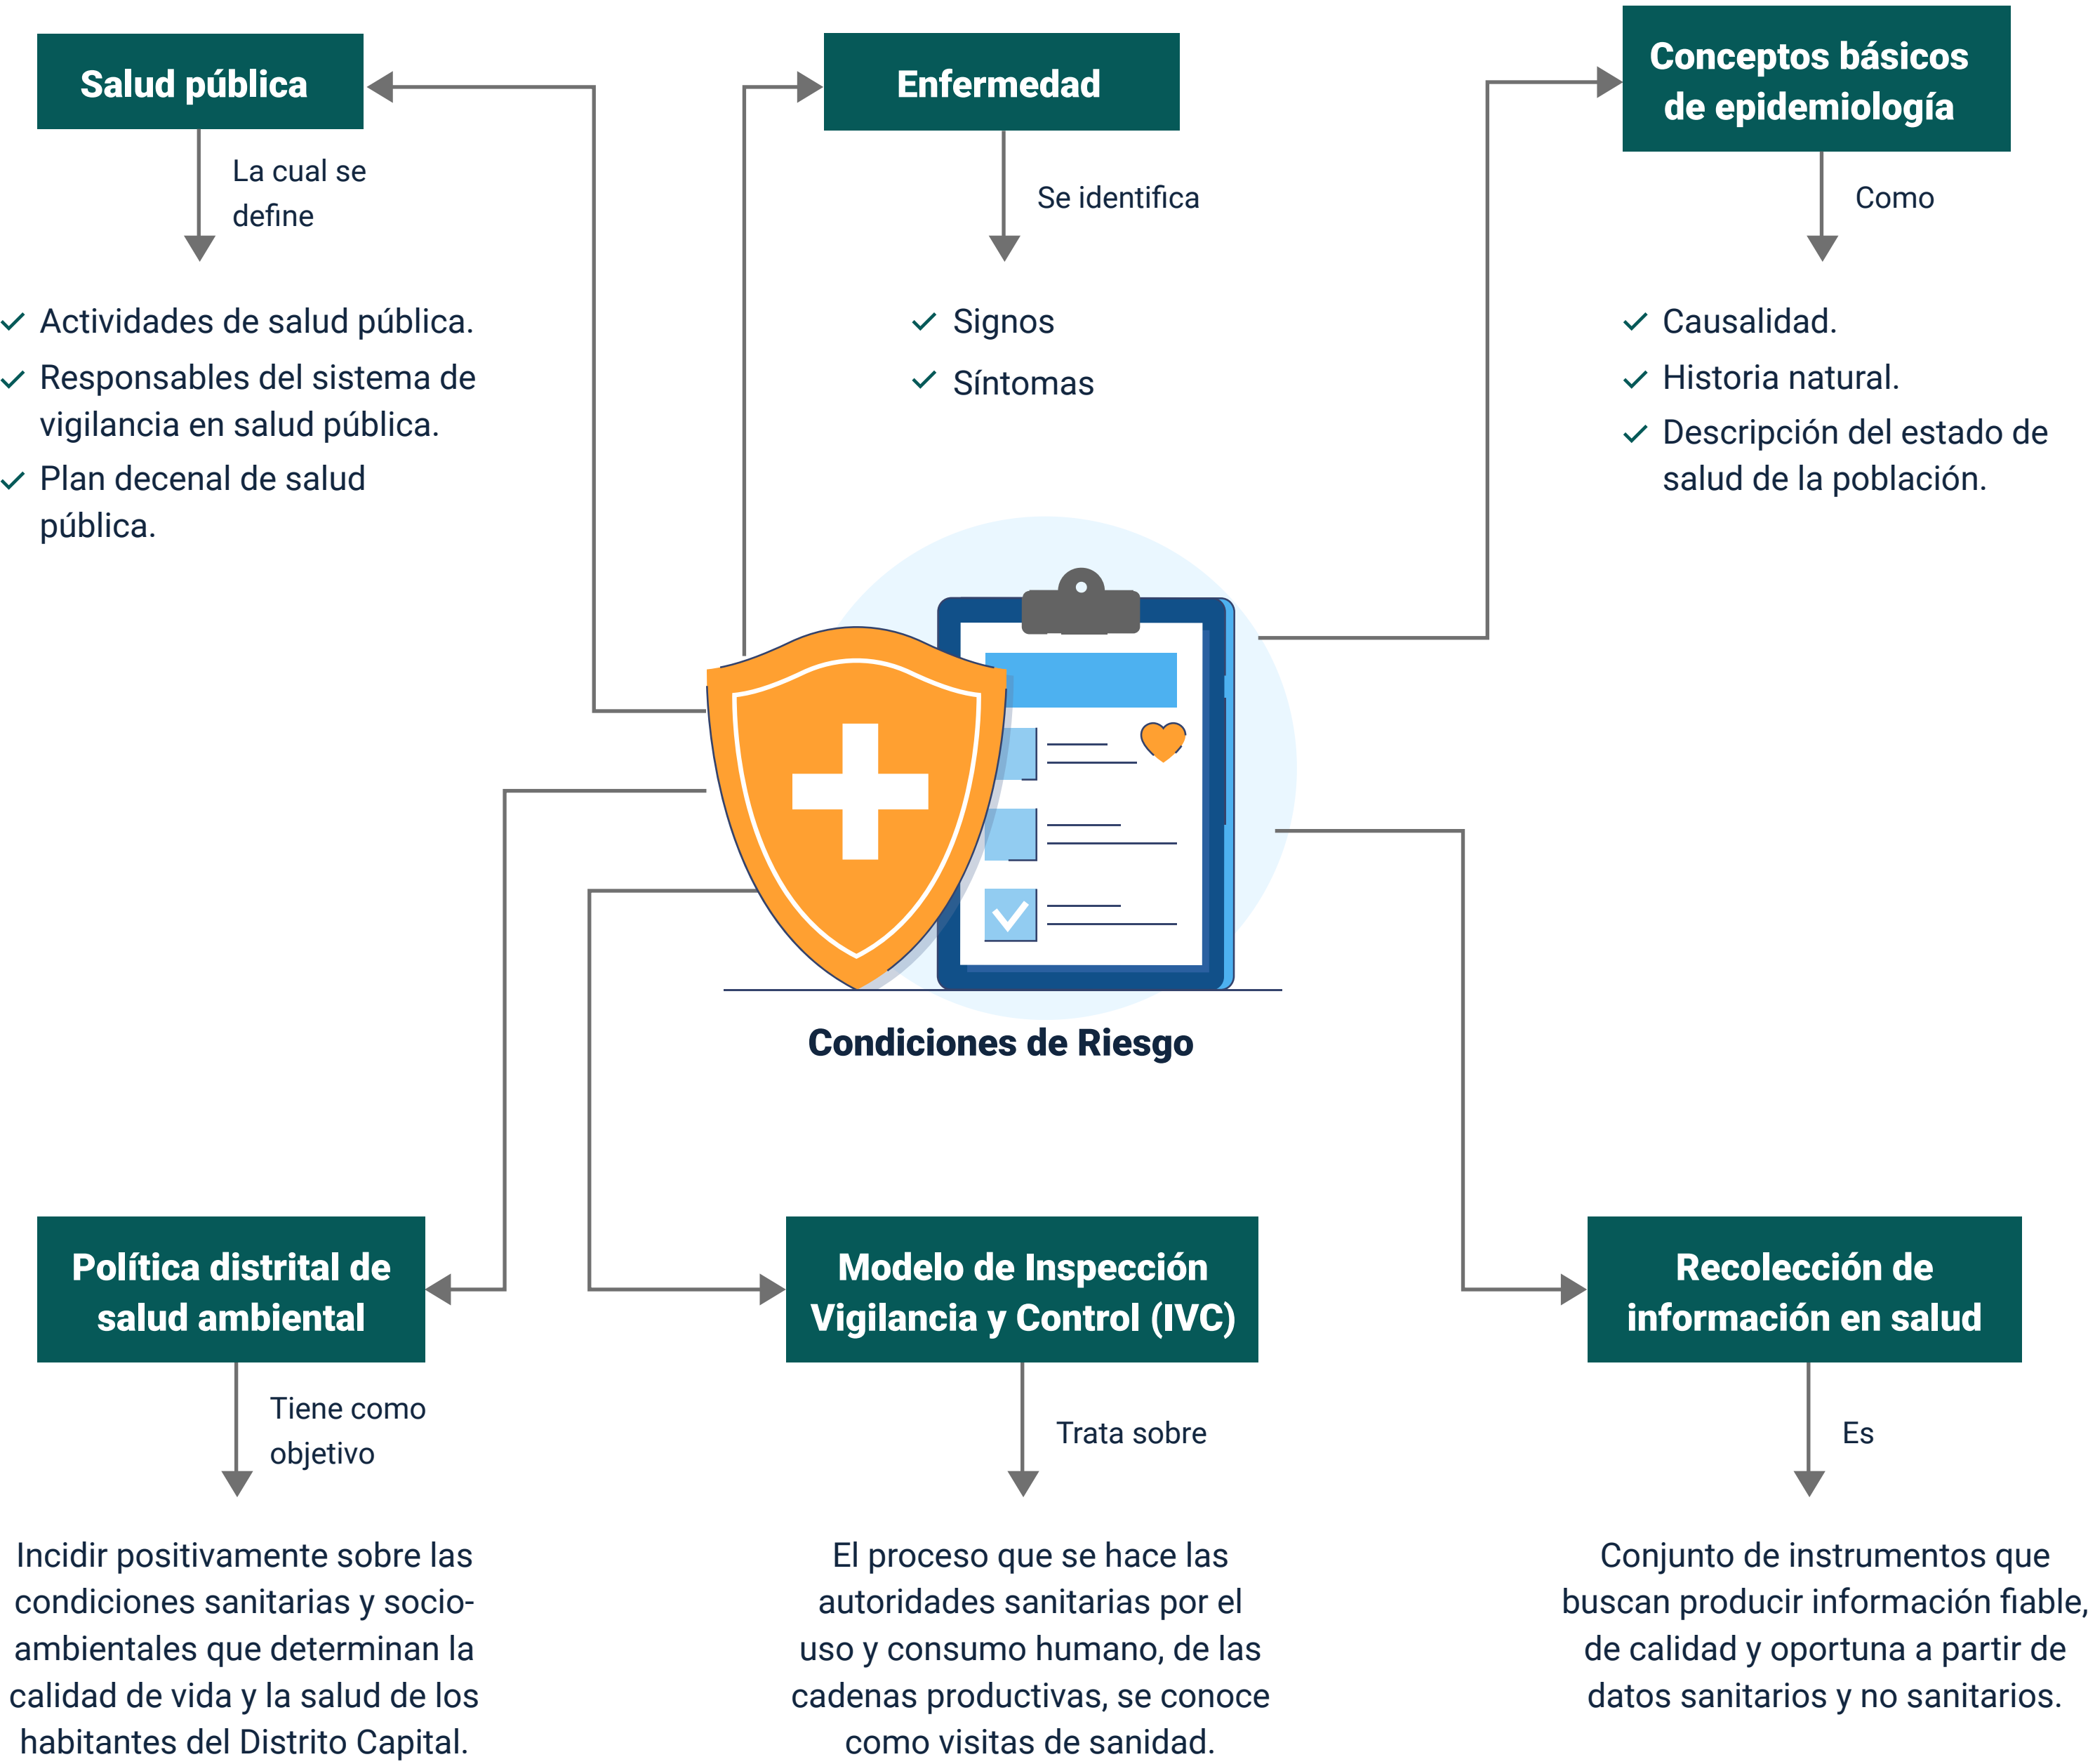 Salud pública
La cual se
define
Actividades de salud pública.
Responsables del sistema de
vigilancia en salud pública.
Plan decenal de salud
pública.
Enfermedad
Se identifica
Signos
Síntomas
Conceptos básicos
de epidemiología
Como
Causalidad.
Historia natural.
Descripción del estado de
salud de la población.
Condiciones de Riesgo
Política distrital de
salud ambiental
Tiene como
objetivo
Incidir positivamente sobre las
condiciones sanitarias y socio-
ambientales que determinan la
calidad de vida y la salud de los
habitantes del Distrito Capital.
Modelo de Inspección
Vigilancia y Control (IVC)
Trata sobre
El proceso que se hace las
autoridades sanitarias por el
uso y consumo humano, de las
cadenas productivas, se conoce
como visitas de sanidad.
Recolección de
información en salud
Es
Conjunto de instrumentos que
buscan producir información fiable,
de calidad y oportuna a partir de
datos sanitarios y no sanitarios.